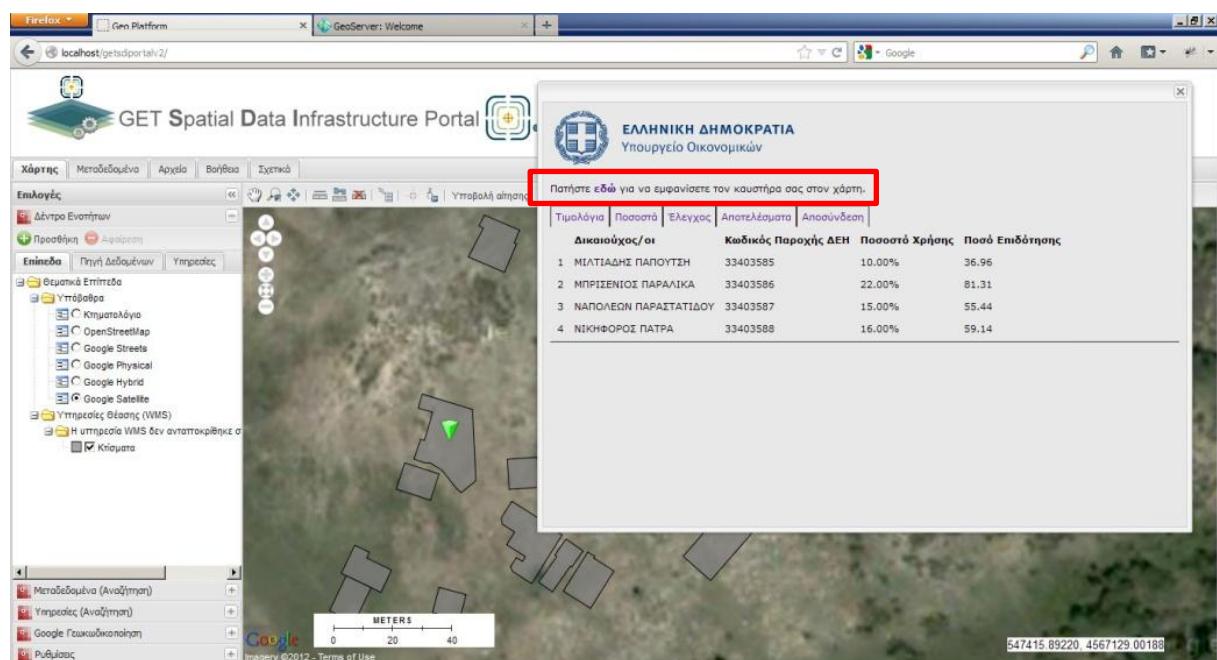 Firefox
Geo Platform
GeoServer: Welcome
localhost/getsdiportalv2/
Google
GET Spatial Data Infrastructure Portal
ΕΛΛΗΝΙΚΗ ΔΗΜΟΚΡΑΤΙΑ
Υπουργείο Οικονομικών
Χάρτης Μεταδεδομένα Αρχεία Βοήθεια Σχετικά
Επιλογές
Υποβολή αίτησης
Πατήστε εδώ για να εμφανίσετε τον καυστήρα σας στον χάρτη.
Δέντρο Ενοτήτων
Τιμολόγια Ποσοστά Έλεγχος Αποτελέσματα Αποσύνδεση
Προσθήκη Αφαίρεση
Δικαιούχος/οι Κωδικός Παροχής ΔΕΗ Ποσοστό Χρήσης Ποσό Επιδότησης
1 ΜΙΛΤΙΑΔΗΣ ΠΑΠΟΥΤΣΗ 33403585 10.00% 36.96
2 ΜΠΡΙΣΕΝΙΟΣ ΠΑΡΑΛΙΚΑ 33403586 22.00% 81.31
3 ΝΑΠΟΛΕΩΝ ΠΑΡΑΣΤΑΤΙΔΟΥ 33403587 15.00% 55.44
4 ΝΙΚΗΦΟΡΟΣ ΠΑΤΡΑ 33403588 16.00% 59.14
Επίπεδα Πηγή Δεδομένων Υπηρεσίες
Θεματικά Επίπεδα
Υπόβαθρα
Κτηματολόγιο
OpenStreetMap
Google Streets
Google Physical
Google Hybrid
Google Satellite
Υπηρεσίες Θέασης (WMS)
Η υπηρεσία WMS δεν ανταποκρίθηκε σ
Κτίσματα
Μεταδεδομένα (Αναζήτηση)
Υπηρεσίες (Αναζήτηση)
Google Γεωκωδικοποίηση
Ρυθμίσεις
METERS
0 20 40
Google
Imagery ©2012 - Terms of Use
547415.89220, 4567129.00188